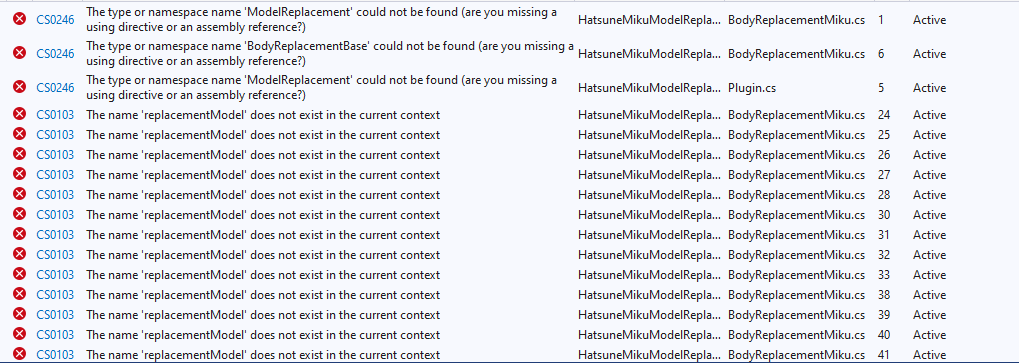 CS0246 The type or namespace name 'ModelReplacement' could not be found (are you missing a using directive or an assembly reference?) HatsuneMikuModelRepla... BodyReplacementMiku.cs 1 Active
CS0246 The type or namespace name 'BodyReplacementBase' could not be found (are you missing a using directive or an assembly reference?) HatsuneMikuModelRepla... BodyReplacementMiku.cs 6 Active
CS0246 The type or namespace name 'ModelReplacement' could not be found (are you missing a using directive or an assembly reference?) HatsuneMikuModelRepla... Plugin.cs 5 Active
CS0103 The name 'replacementModel' does not exist in the current context HatsuneMikuModelRepla... BodyReplacementMiku.cs 24 Active
CS0103 The name 'replacementModel' does not exist in the current context HatsuneMikuModelRepla... BodyReplacementMiku.cs 25 Active
CS0103 The name 'replacementModel' does not exist in the current context HatsuneMikuModelRepla... BodyReplacementMiku.cs 26 Active
CS0103 The name 'replacementModel' does not exist in the current context HatsuneMikuModelRepla... BodyReplacementMiku.cs 27 Active
CS0103 The name 'replacementModel' does not exist in the current context HatsuneMikuModelRepla... BodyReplacementMiku.cs 28 Active
CS0103 The name 'replacementModel' does not exist in the current context HatsuneMikuModelRepla... BodyReplacementMiku.cs 30 Active
CS0103 The name 'replacementModel' does not exist in the current context HatsuneMikuModelRepla... BodyReplacementMiku.cs 31 Active
CS0103 The name 'replacementModel' does not exist in the current context HatsuneMikuModelRepla... BodyReplacementMiku.cs 32 Active
CS0103 The name 'replacementModel' does not exist in the current context HatsuneMikuModelRepla... BodyReplacementMiku.cs 33 Active
CS0103 The name 'replacementModel' does not exist in the current context HatsuneMikuModelRepla... BodyReplacementMiku.cs 38 Active
CS0103 The name 'replacementModel' does not exist in the current context HatsuneMikuModelRepla... BodyReplacementMiku.cs 39 Active
CS0103 The name 'replacementModel' does not exist in the current context HatsuneMikuModelRepla... BodyReplacementMiku.cs 40 Active
CS0103 The name 'replacementModel' does not exist in the current context HatsuneMikuModelRepla... BodyReplacementMiku.cs 41 Active